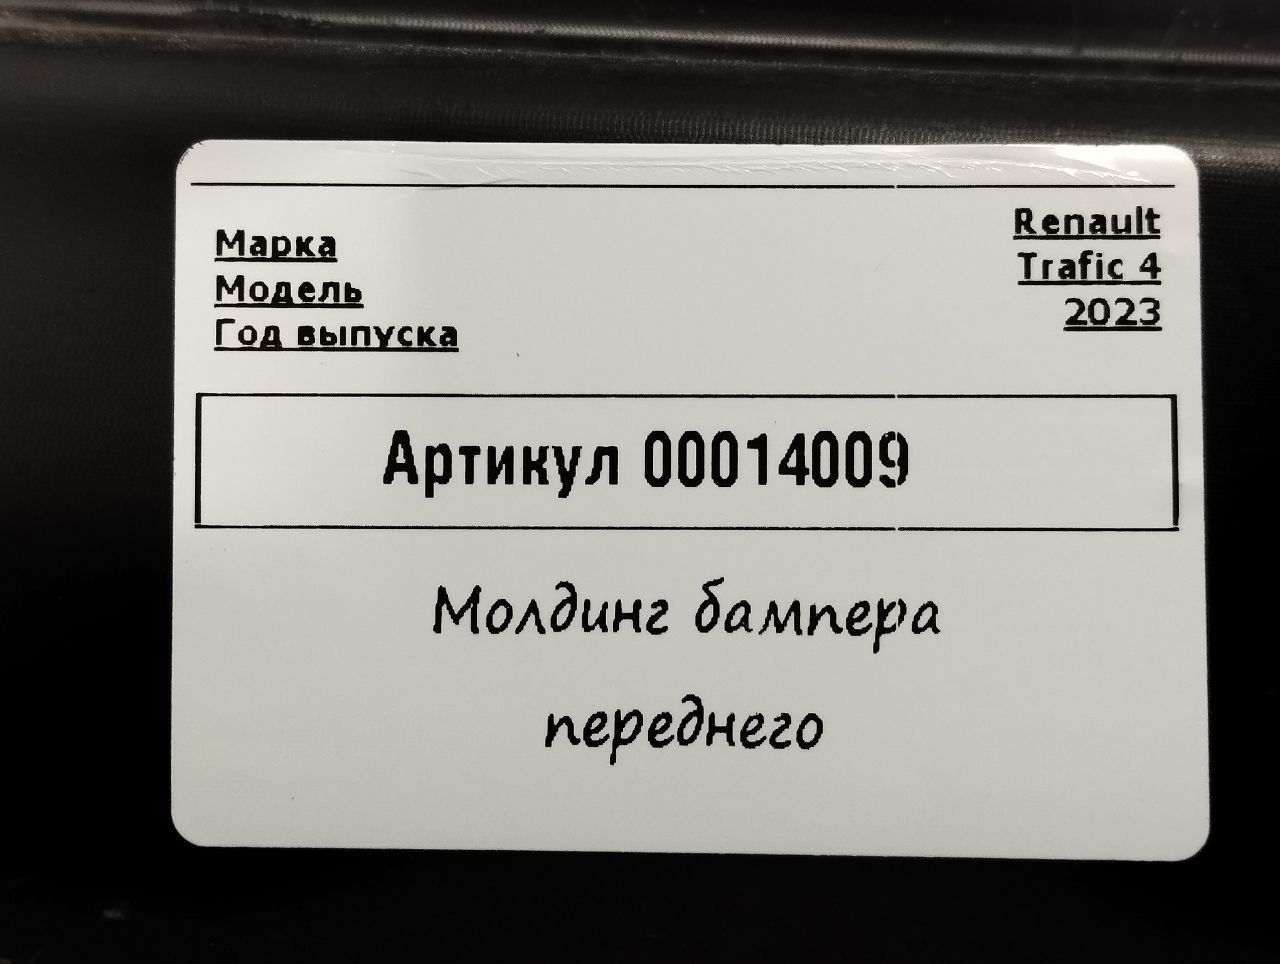 Марка Renault
Модель Trafic 4
Год выпуска 2023
Артикул 00014009
Молдинг бампера
переднего